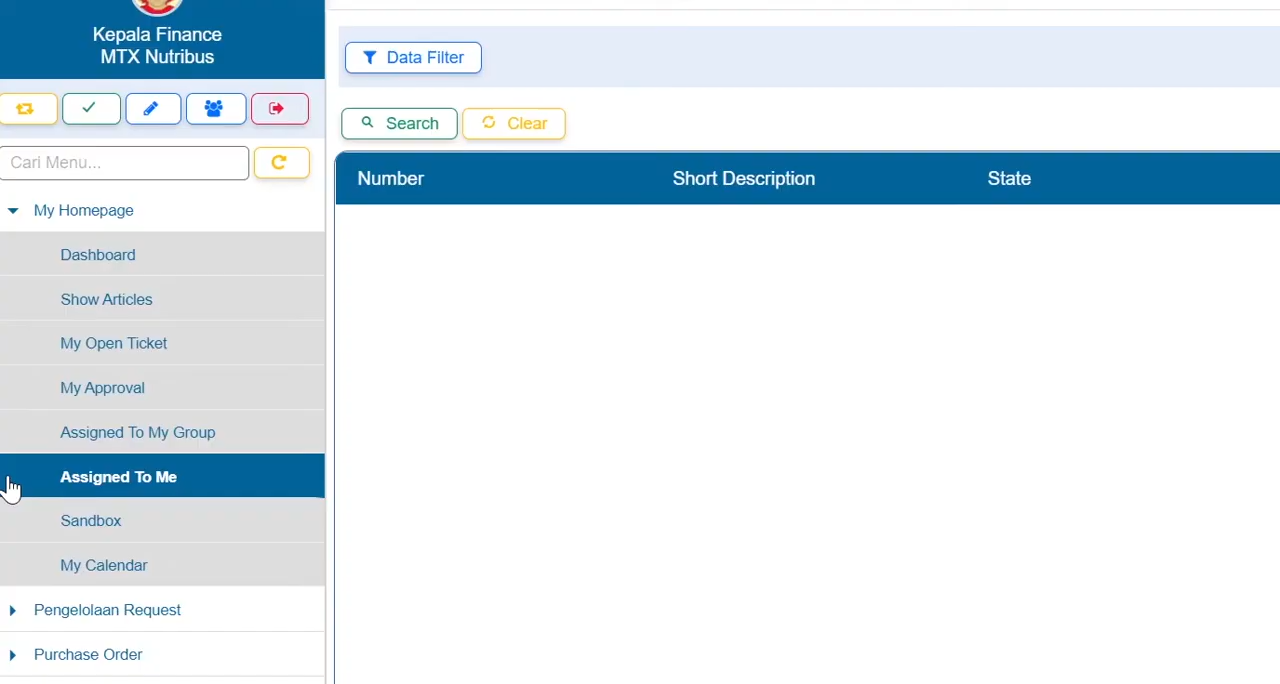 Kepala Finance
MTX Nutribus
Cari Menu...
My Homepage
Dashboard
Show Articles
My Open Ticket
My Approval
Assigned To My Group
Assigned To Me
Sandbox
My Calendar
Pengelolaan Request
Purchase Order
Data Filter
Search Clear
Number Short Description State